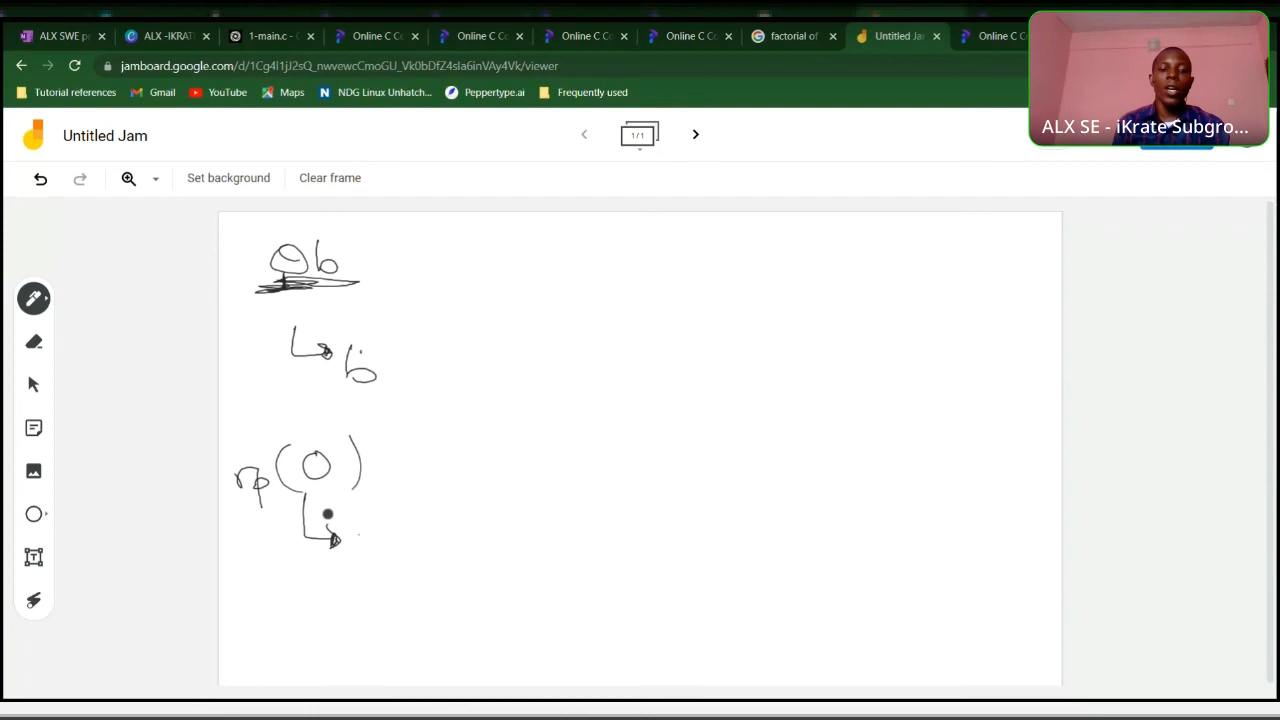 ALX SWE p
ALX -IKRAT
1-main.c - C
Online C Co
Online C Co
Online C Co
Online C Co
factorial of
Untitled Jam
Online C Co
jamboard.google.com/d/1Cg4l1jJ2sQ_nwvewcCmoGU_Vk0bDfZ4sla6inVAy4Vk/viewer
Tutorial references
Gmail
YouTube
Maps
NDG Linux Unhatch...
Peppertype.ai
Frequently used
ALX SE - iKrate Subgro...
Untitled Jam
1/1
Set background
Clear frame
b
b
rp ( O )